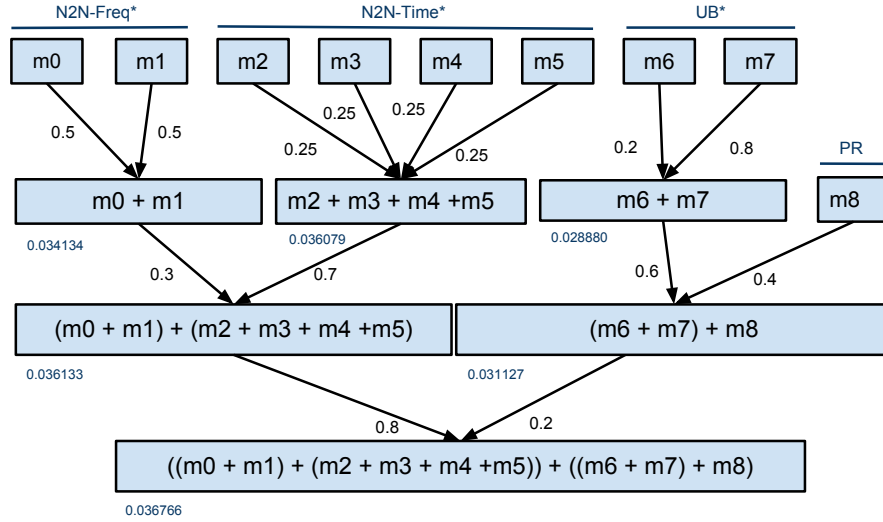 N2N-Freq* N2N-Time* UB*
m0 m1 m2 m3 m4 m5 m6 m7
0.5 0.5 0.25 0.25 0.25 0.25 0.2 0.8
PR
m0 + m1 m2 + m3 + m4 +m5 m6 + m7 m8
0.034134 0.036079 0.028880
0.3 0.7 0.6 0.4
(m0 + m1) + (m2 + m3 + m4 +m5) (m6 + m7) + m8
0.036133 0.031127
0.8 0.2
((m0 + m1) + (m2 + m3 + m4 +m5)) + ((m6 + m7) + m8)
0.036766